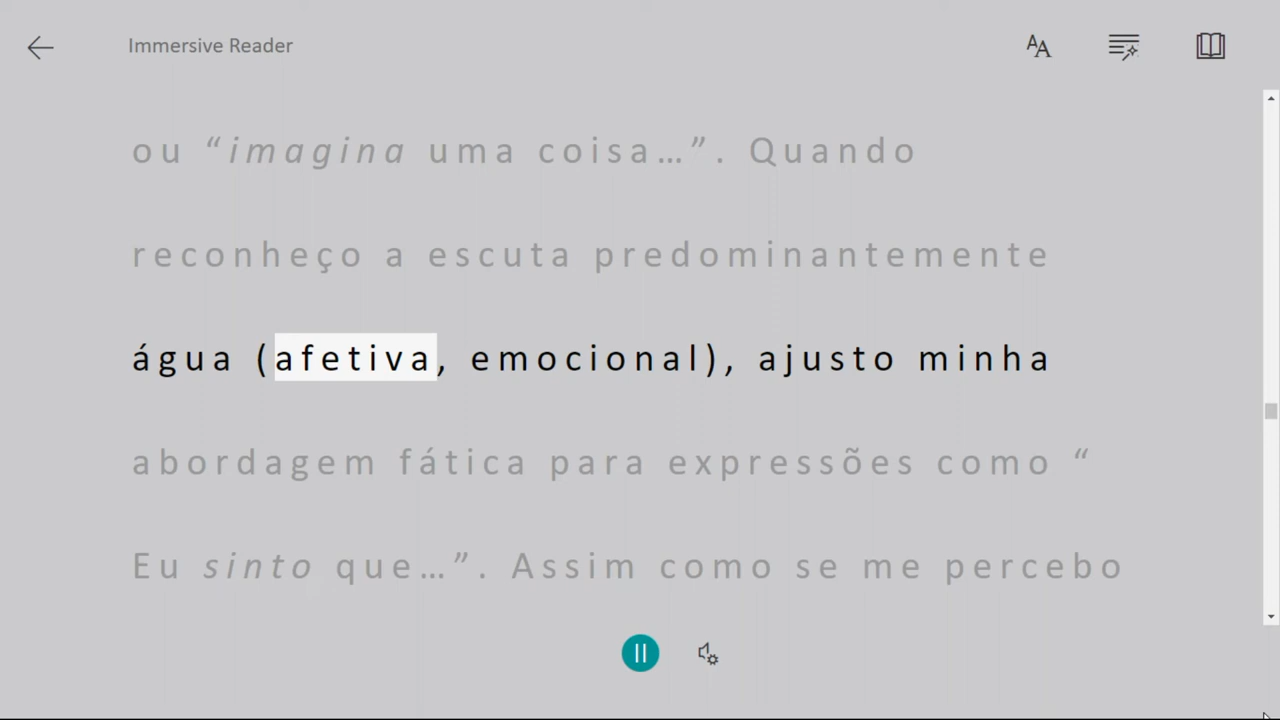 Immersive Reader
ou “imagina uma coisa…”. Quando
reconheço a escuta predominantemente
água (afetiva, emocional), ajusto minha
abordagem fática para expressões como “
Eu sinto que…”. Assim como se me percebo